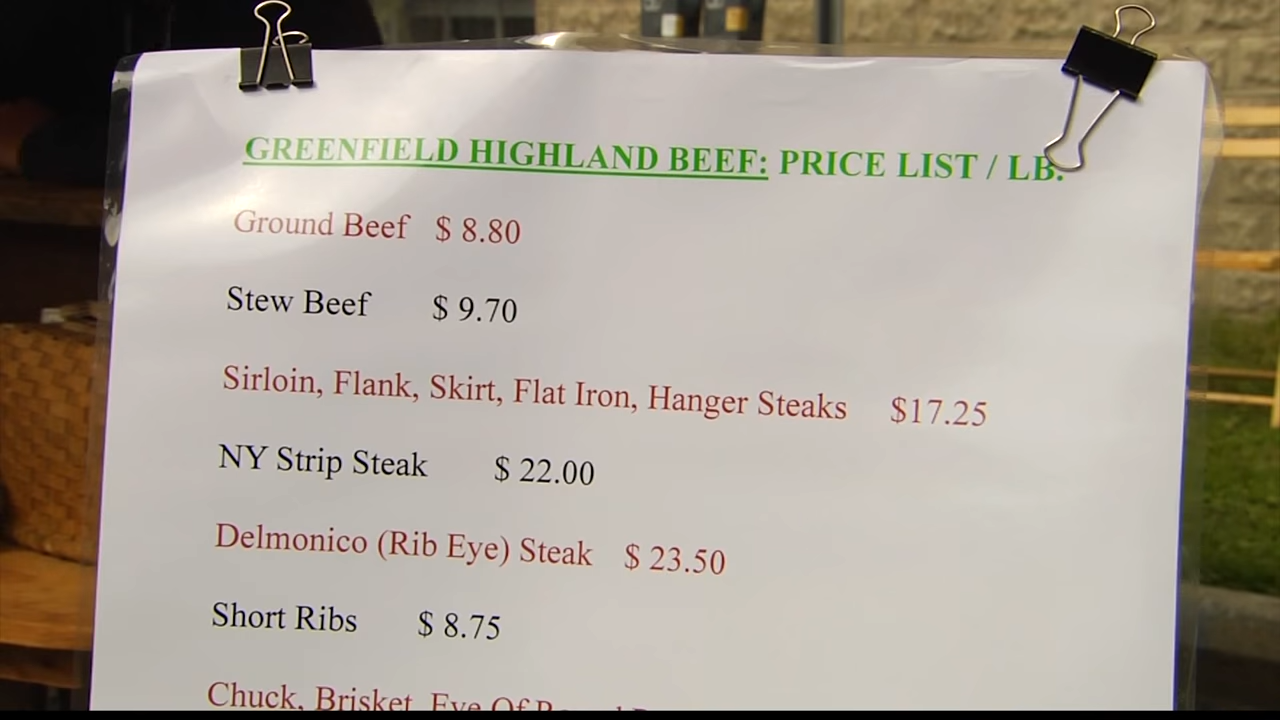 GREENFIELD HIGHLAND BEEF: PRICE LIST / LB.
Ground Beef $ 8.80
Stew Beef $ 9.70
Sirloin, Flank, Skirt, Flat Iron, Hanger Steaks $17.25
NY Strip Steak $ 22.00
Delmonico (Rib Eye) Steak $ 23.50
Short Ribs $ 8.75
Chuck, Brisket, Eye Of